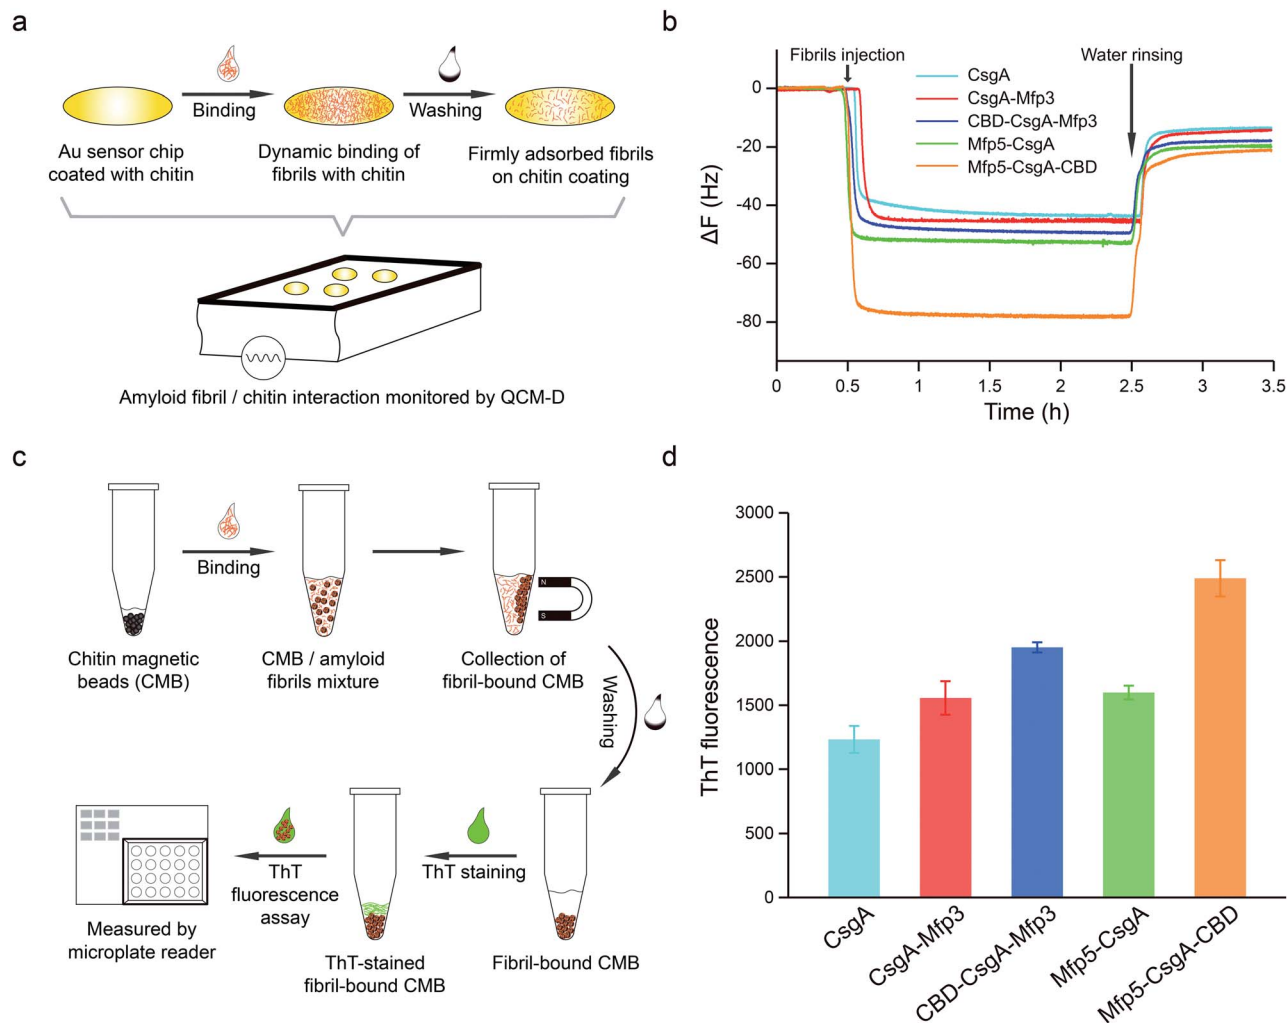 a
Binding
Washing
Au sensor chip
coated with chitin
Dynamic binding of
fibrils with chitin
Firmly adsorbed fibrils
on chitin coating
Amyloid fibril / chitin interaction monitored by QCM-D
b
Fibrils injection
Water rinsing
CsgA
CsgA-Mfp3
CBD-CsgA-Mfp3
Mfp5-CsgA
Mfp5-CsgA-CBD
ΔF (Hz)
0
-20
-40
-60
-80
0 0.5 1 1.5 2 2.5 3 3.5
Time (h)
c
Binding
N
S
Chitin magnetic
beads (CMB)
CMB / amyloid
fibrils mixture
Collection of
fibril-bound CMB
Washing
ThT staining
ThT
fluorescence
assay
Measured by
microplate reader
ThT-stained
fibril-bound CMB
Fibril-bound CMB
d
ThT fluorescence
3000
2500
2000
1500
1000
500
0
CsgA
CsgA-Mfp3
CBD-CsgA-Mfp3
Mfp5-CsgA
Mfp5-CsgA-CBD